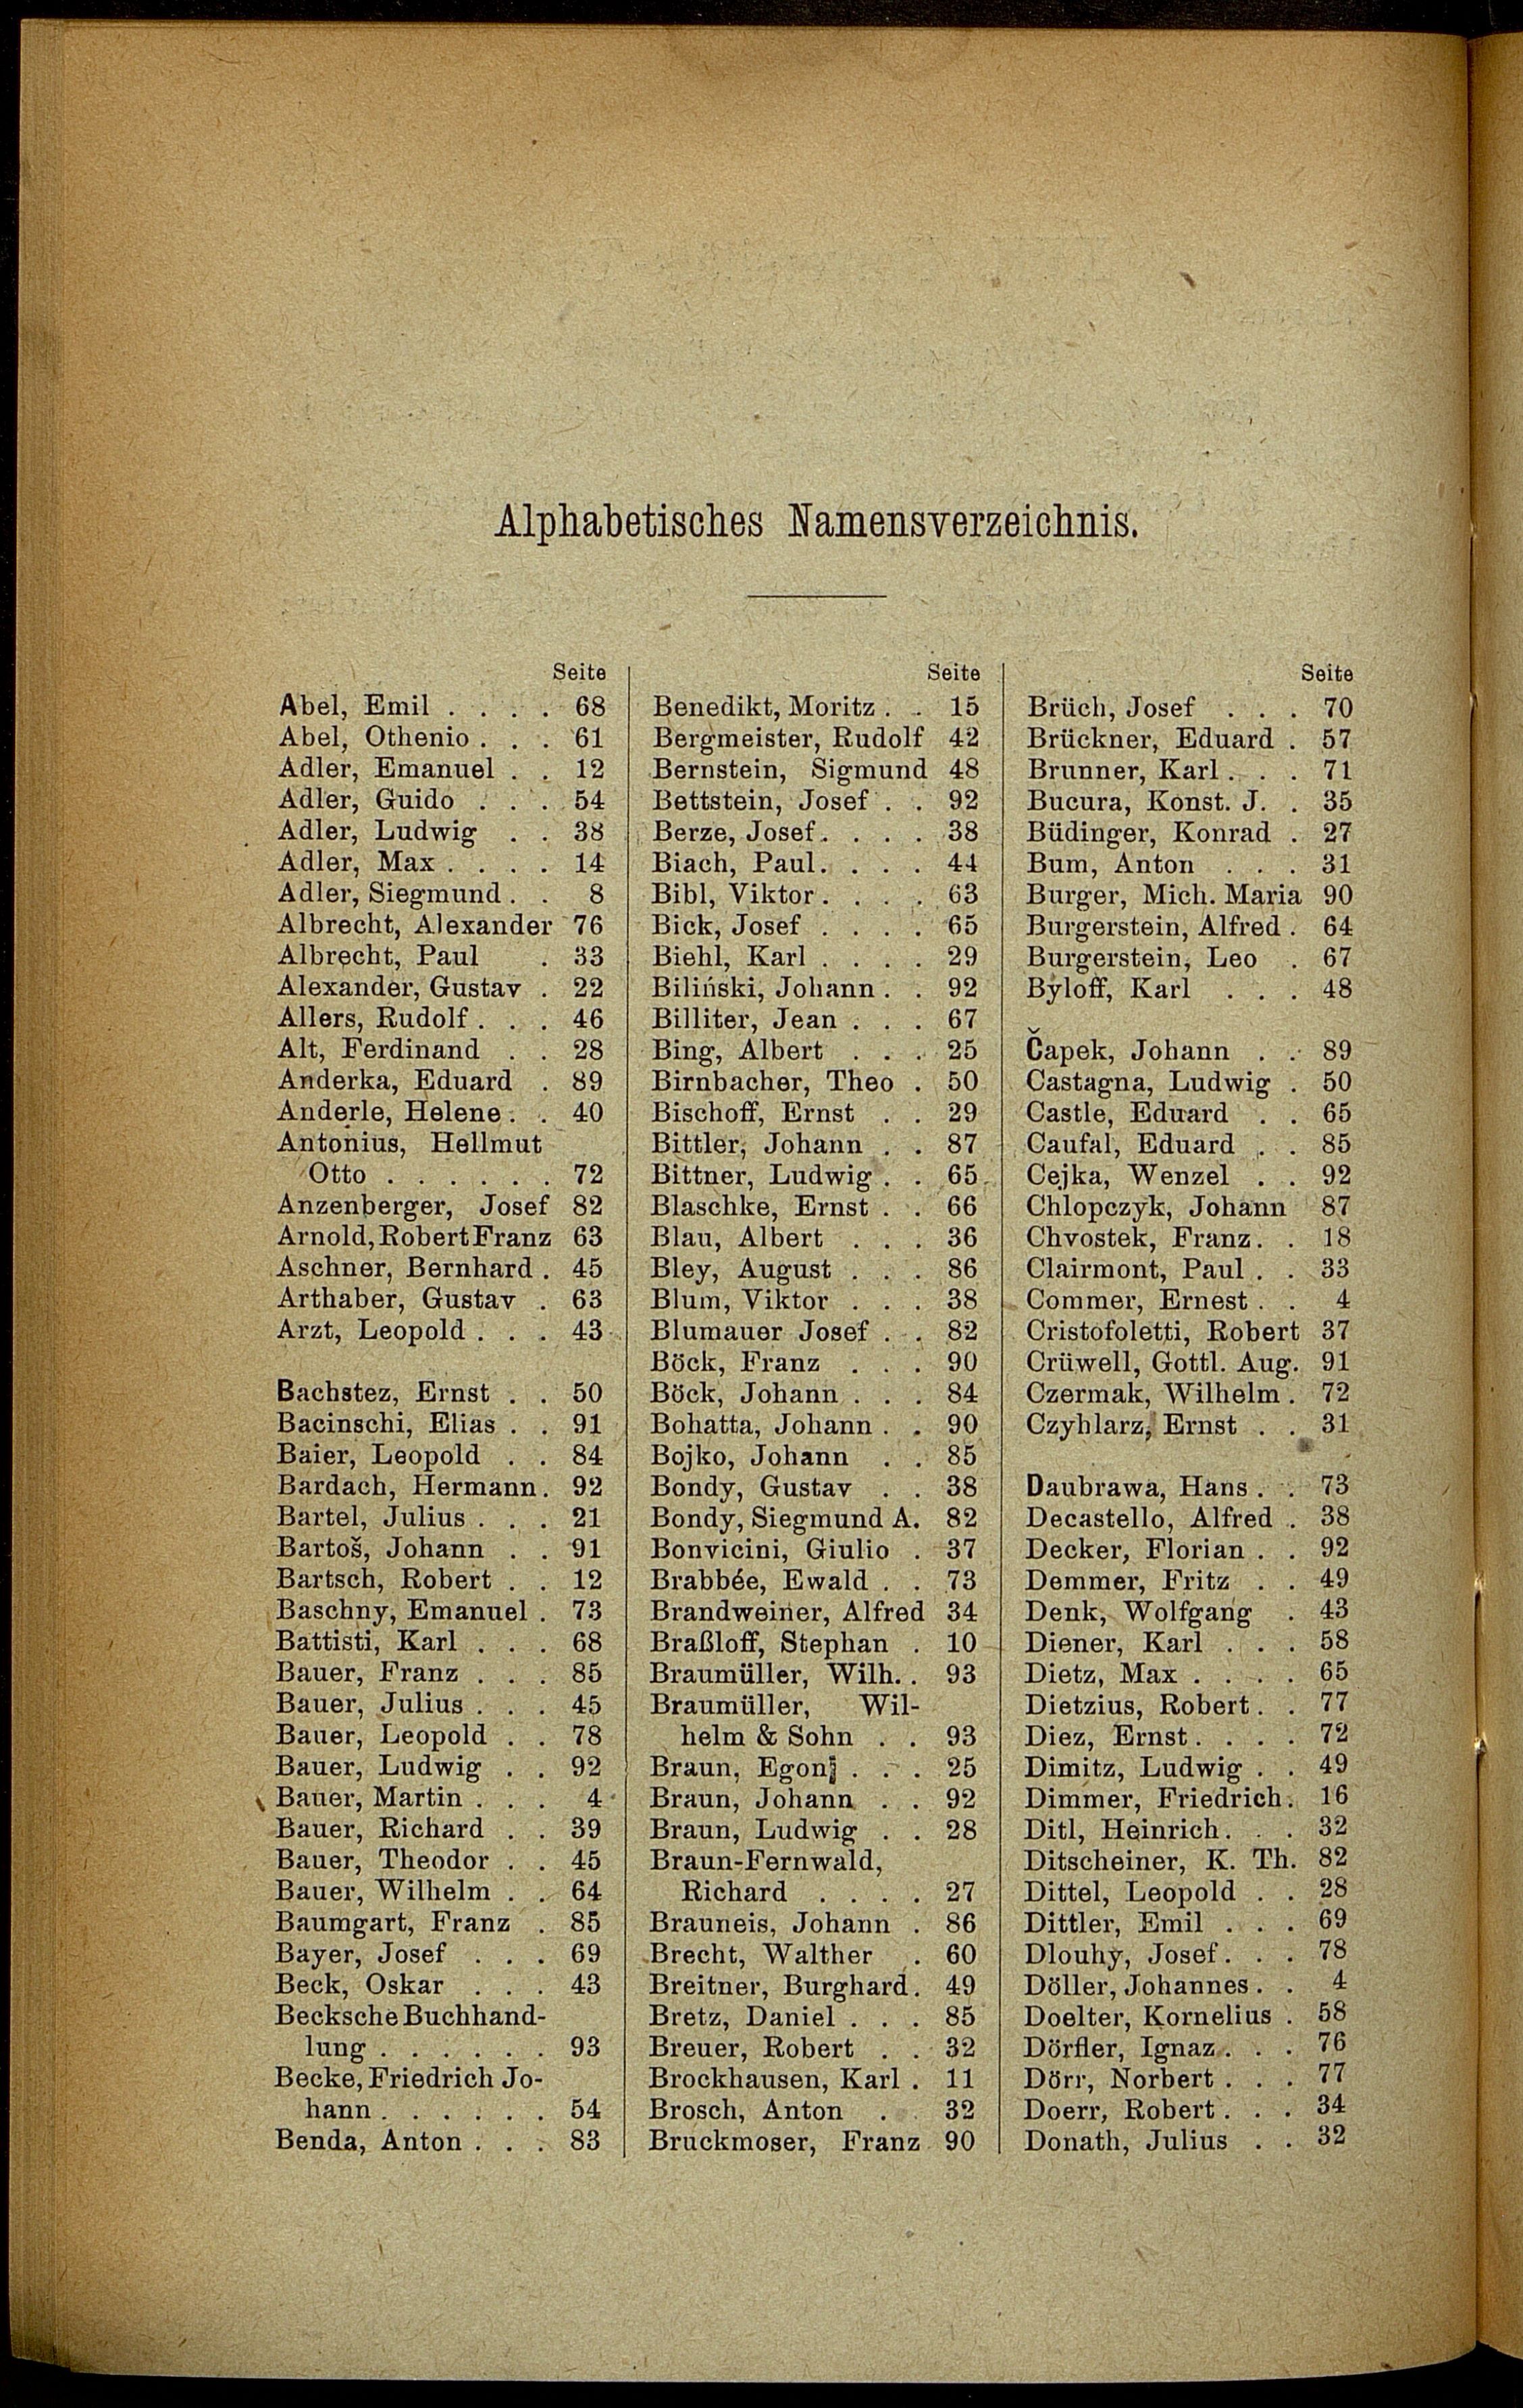 Alphabetisches Namensverzeichnis.
Seite
Abel, Emil . . . . 68
Abel, Othenio . . . 61
Adler, Emanuel . . 12
Adler, Guido . . . 54
Adler, Ludwig . . 38
Adler, Max . . . . 14
Adler, Siegmund . . 8
Albrecht, Alexander 76
Albrecht, Paul . 33
Alexander, Gustav . 22
Allers, Rudolf . . . 46
Alt, Ferdinand . . 28
Anderka, Eduard . 89
Anderle, Helene . . 40
Antonius, Hellmut
Otto . . . . . . 72
Anzenberger, Josef 82
Arnold, Robert Franz 63
Aschner, Bernhard . 45
Arthaber, Gustav . 63
Arzt, Leopold . . . 43
Bachstez, Ernst . . 50
Bacinschi, Elias . . 91
Baier, Leopold . . 84
Bardach, Hermann . 92
Bartel, Julius . . . 21
Bartoš, Johann . . 91
Bartsch, Robert . . 12
Baschny, Emanuel . 73
Battisti, Karl . . . 68
Bauer, Franz . . . 85
Bauer, Julius . . . 45
Bauer, Leopold . . 78
Bauer, Ludwig . . 92
Bauer, Martin . . . 4
Bauer, Richard . . 39
Bauer, Theodor . . 45
Bauer, Wilhelm . . 64
Baumgart, Franz . 85
Bayer, Josef . . . 69
Beck, Oskar . . . 43
Becksche Buchhand-
lung . . . . . . 93
Becke, Friedrich Jo-
hann . . . . . . 54
Benda, Anton . . . 83
Seite
Benedikt, Moritz . . 15
Bergmeister, Rudolf 42
Bernstein, Sigmund 48
Bettstein, Josef . . 92
Berze, Josef . . . . 38
Biach, Paul . . . . 44
Bibl, Viktor . . . . 63
Bick, Josef . . . . 65
Biehl, Karl . . . . 29
Biliński, Johann . . 92
Billiter, Jean . . . 67
Bing, Albert . . . 25
Birnbacher, Theo . 50
Bischoff, Ernst . . 29
Bittler, Johann . . 87
Bittner, Ludwig . . 65
Blaschke, Ernst . . 66
Blau, Albert . . . 36
Bley, August . . . 86
Blum, Viktor . . . 38
Blumauer Josef . . 82
Böck, Franz . . . 90
Böck, Johann . . . 84
Bohatta, Johann . . 90
Bojko, Johann . . 85
Bondy, Gustav . . 38
Bondy, Siegmund A. 82
Bonvicini, Giulio . 37
Brabbée, Ewald . . 73
Brandweiner, Alfred 34
Braßloff, Stephan . 10
Braumüller, Wilh. . 93
Braumüller, Wil-
helm & Sohn . . 93
Braun, Egon . . . 25
Braun, Johann . . 92
Braun, Ludwig . . 28
Braun-Fernwald,
Richard . . . . 27
Brauneis, Johann . 86
Brecht, Walther . 60
Breitner, Burghard . 49
Bretz, Daniel . . . 85
Breuer, Robert . . 32
Brockhausen, Karl . 11
Brosch, Anton . 32
Bruckmoser, Franz 90
Seite
Brüch, Josef . . . 70
Brückner, Eduard . 57
Brunner, Karl . . . 71
Bucura, Konst. J. . 35
Büdinger, Konrad . 27
Bum, Anton . . . 31
Burger, Mich. Maria 90
Burgerstein, Alfred . 64
Burgerstein, Leo . 67
Byloff, Karl . . . 48
Čapek, Johann . . 89
Castagna, Ludwig . 50
Castle, Eduard . . 65
Caufal, Eduard . . 85
Cejka, Wenzel . . 92
Chlopczyk, Johann 87
Chvostek, Franz . . 18
Clairmont, Paul . . 33
Commer, Ernest . . 4
Cristofoletti, Robert 37
Crüwell, Gottl. Aug. 91
Czermak, Wilhelm . 72
Czyhlarz, Ernst . . 31
Daubrawa, Hans . . 73
Decastello, Alfred . 38
Decker, Florian . . 92
Demmer, Fritz . . 49
Denk, Wolfgang . 43
Diener, Karl . . . 58
Dietz, Max . . . . 65
Dietzius, Robert . . 77
Diez, Ernst . . . . 72
Dimitz, Ludwig . . 49
Dimmer, Friedrich . 16
Ditl, Heinrich . . . 32
Ditscheiner, K. Th. 82
Dittel, Leopold . . 28
Dittler, Emil . . . 69
Dlouhy, Josef . . . 78
Döller, Johannes . . 4
Doelter, Kornelius . 58
Dörfler, Ignaz . . . 76
Dörr, Norbert . . . 77
Doerr, Robert . . . 34
Donath, Julius . . 32